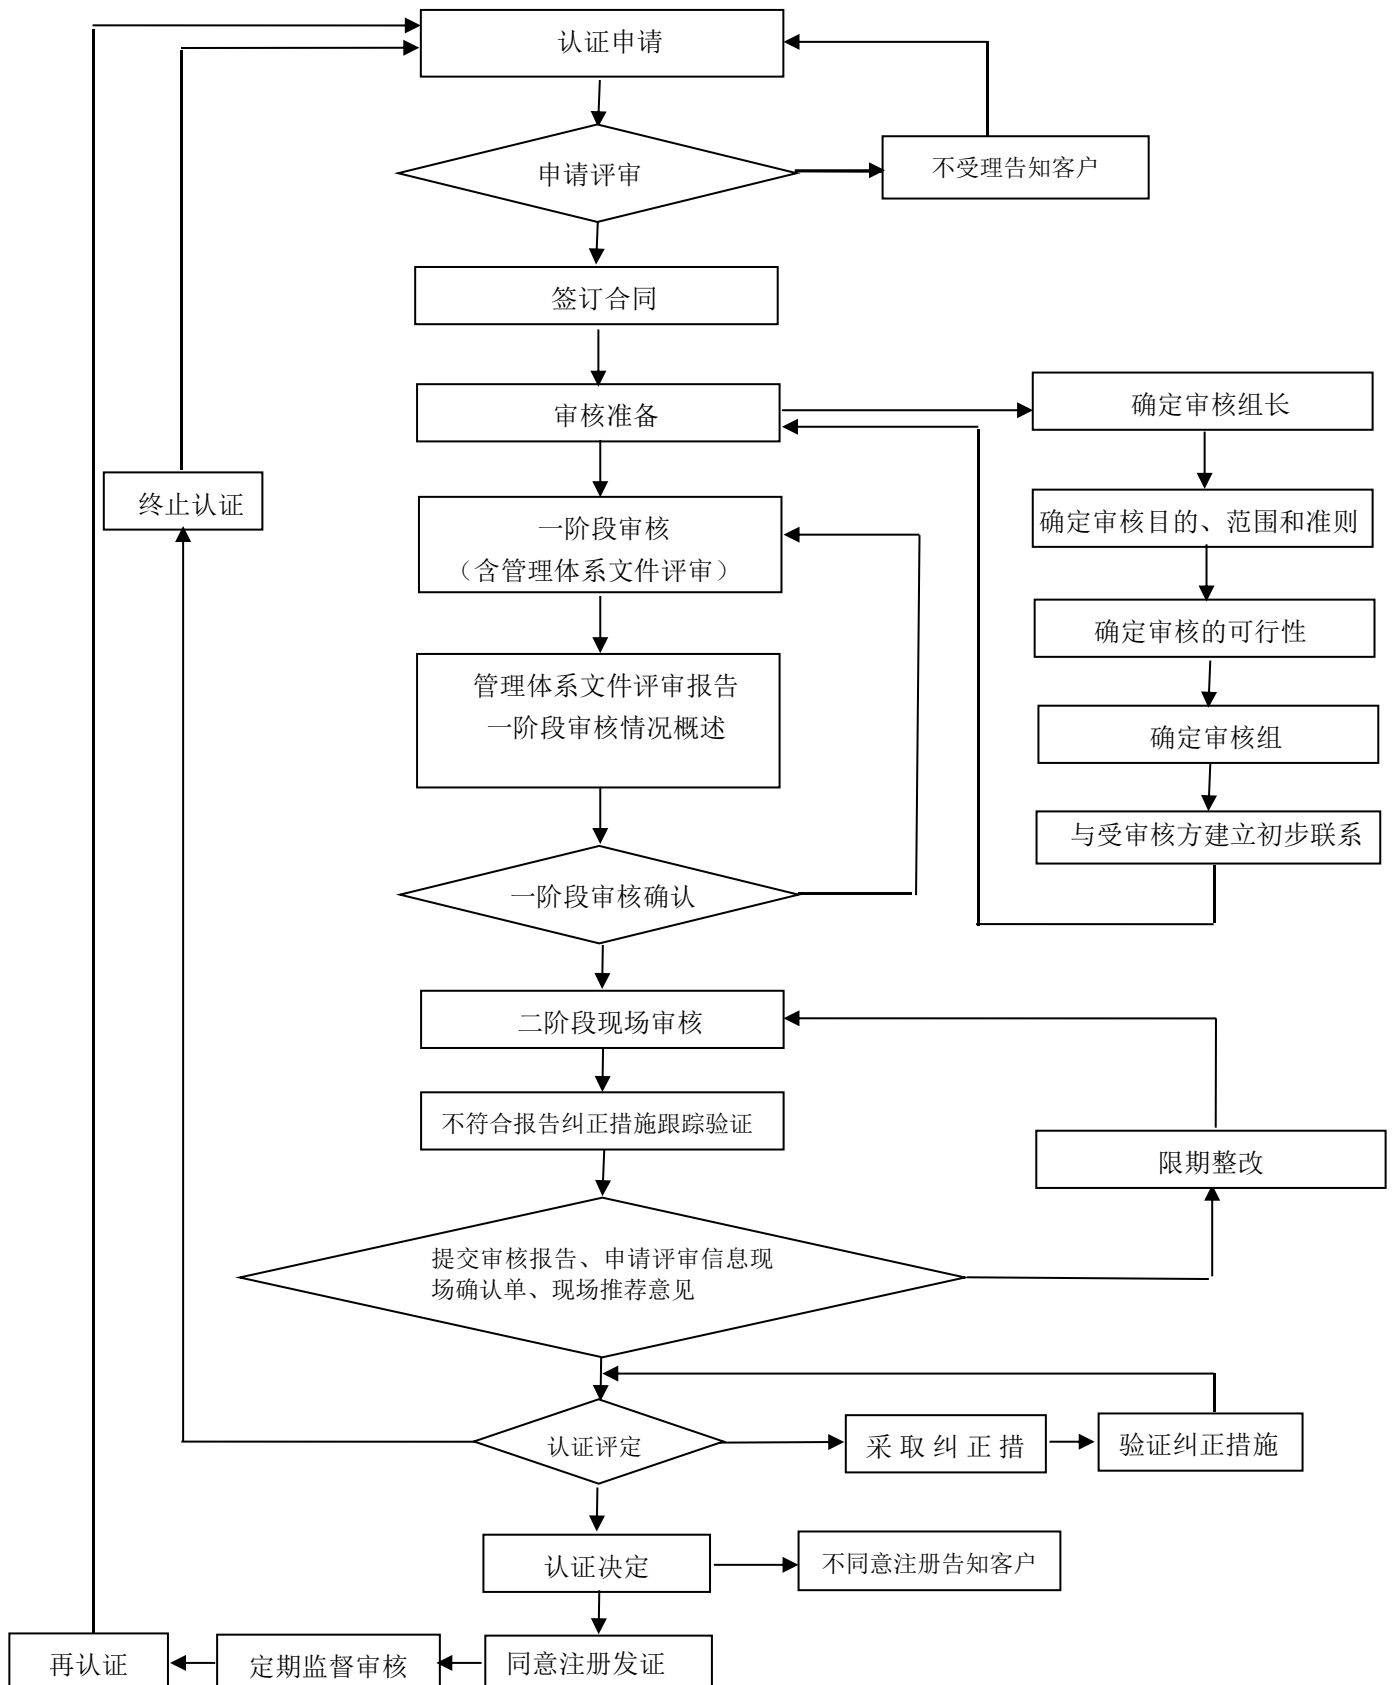 认证申请
申请评审
不受理告知客户
签订合同
审核准备
确定审核组长
终止认证
一阶段审核
（含管理体系文件评审）
确定审核目的、范围和准则
确定审核的可行性
管理体系文件评审报告
一阶段审核情况概述
确定审核组
与受审核方建立初步联系
一阶段审核确认
二阶段现场审核
不符合报告纠正措施跟踪验证
限期整改
提交审核报告、申请评审信息现
场确认单、现场推荐意见
认证评定
采取纠正措
验证纠正措施
认证决定
不同意注册告知客户
再认证
定期监督审核
同意注册发证